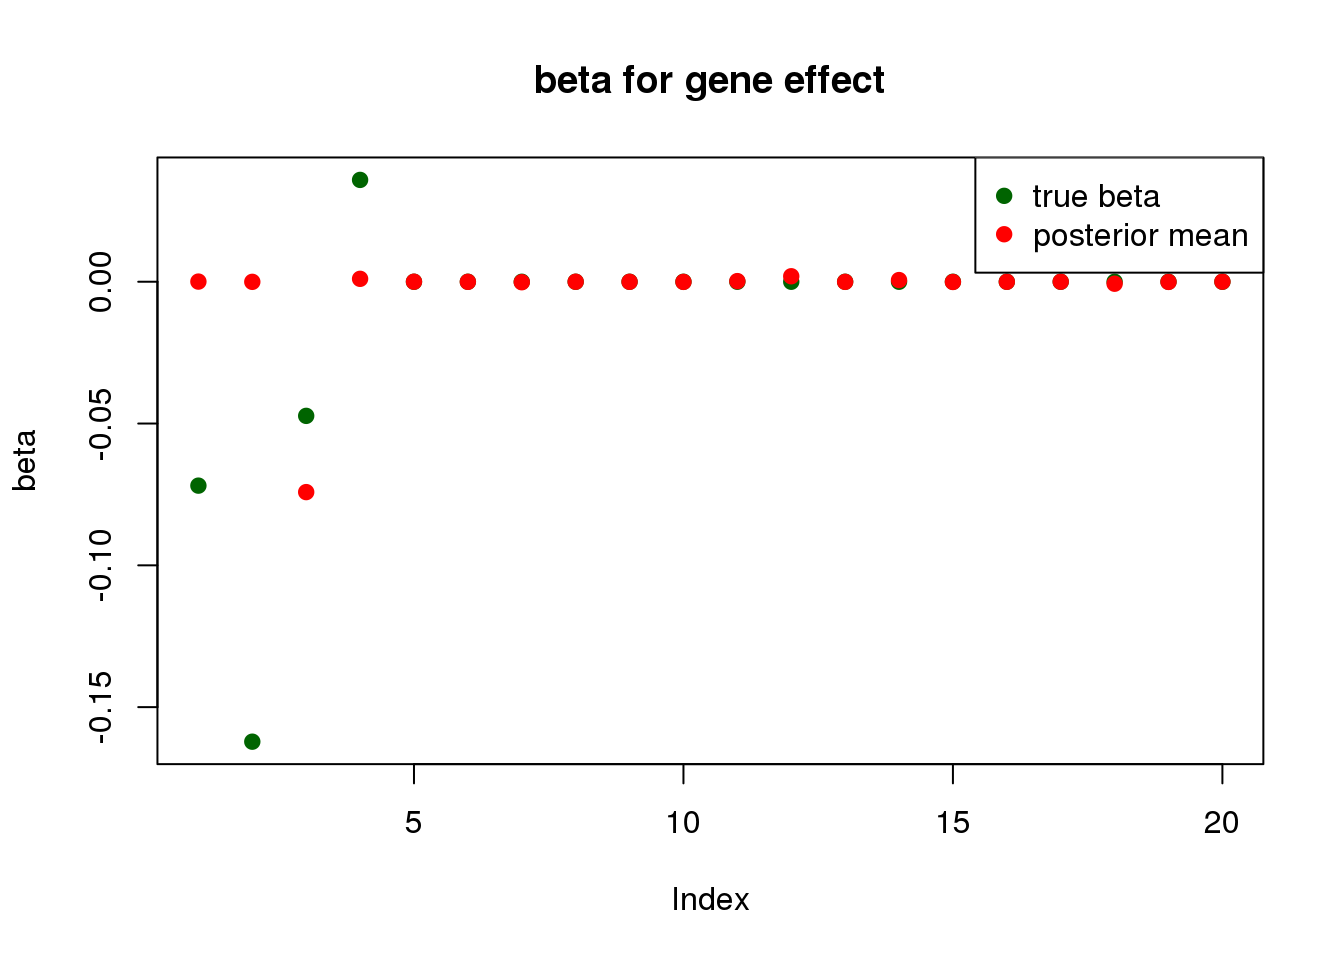 beta for gene effect
true beta
posterior mean
0.00
-0.05
-0.10
-0.15
beta
5 10 15 20
Index